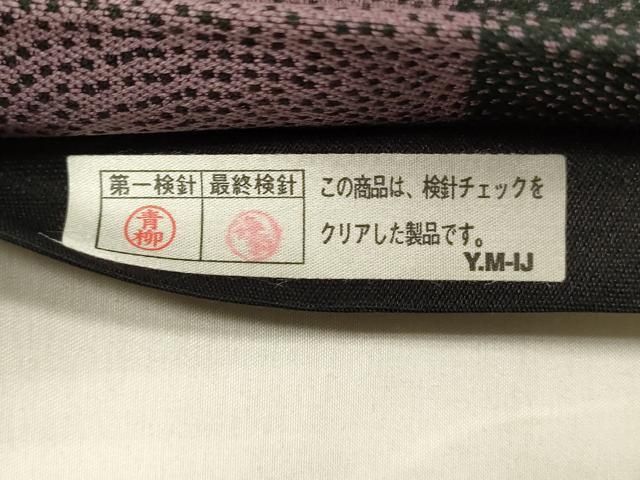 第一検針 最終検針
青柳
この商品は、検針チェックを
クリアした製品です。
Y.M-IJ